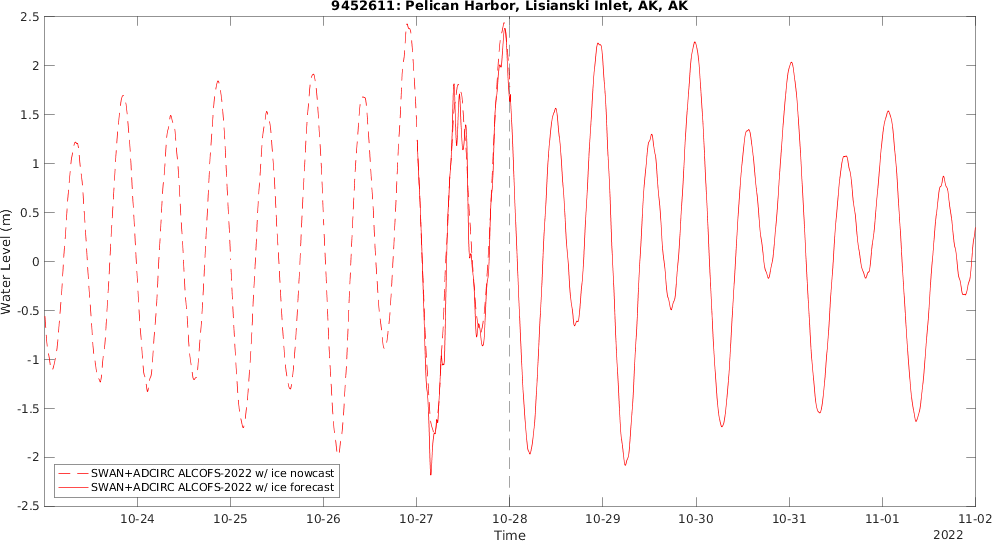 9452611: Pelican Harbor, Lisianski Inlet, AK, AK
2.5
2
1.5
1
0.5
0
-0.5
-1
-1.5
-2
-2.5
Water Level (m)
SWAN+ADCIRC ALCOFS-2022 w/ ice nowcast
SWAN+ADCIRC ALCOFS-2022 w/ ice forecast
10-24 10-25 10-26 10-27 10-28 10-29 10-30 10-31 11-01 11-02
Time
2022